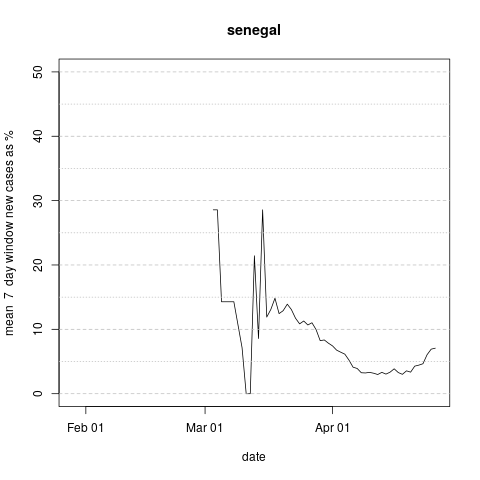 senegal
mean 7 day window new cases as %
50
40
30
20
10
0
Feb 01
Mar 01
Apr 01
date